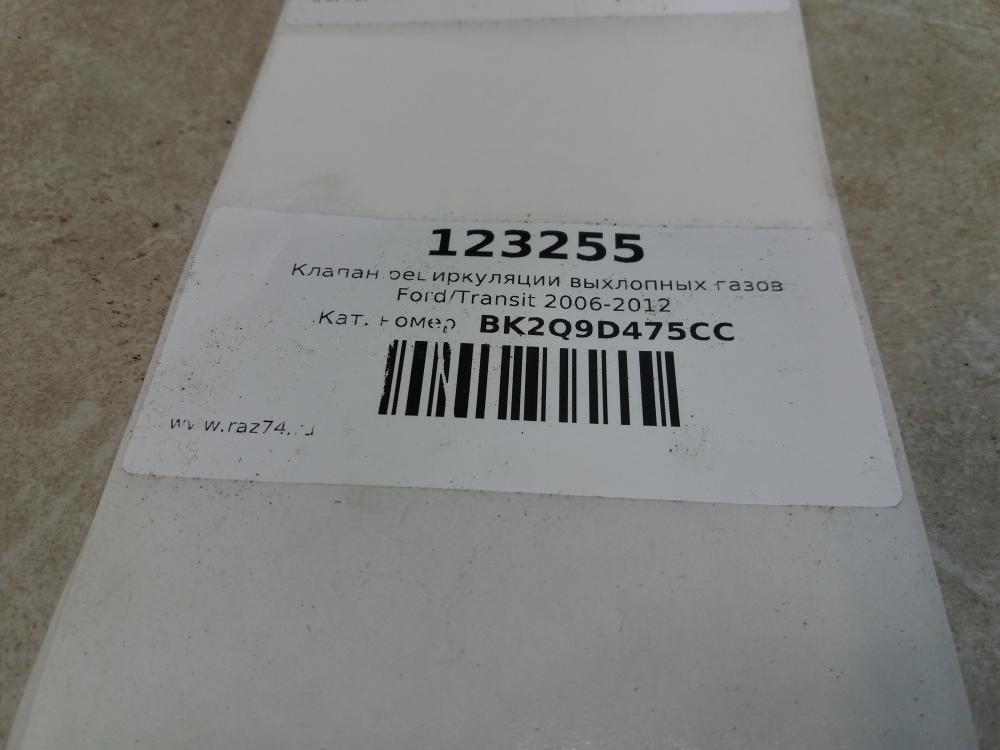 123255
Клапан рециркуляции выхлопных газов
Ford/Transit 2006-2012
Кат. номер BK2Q9D475CC
www.raz74.ru